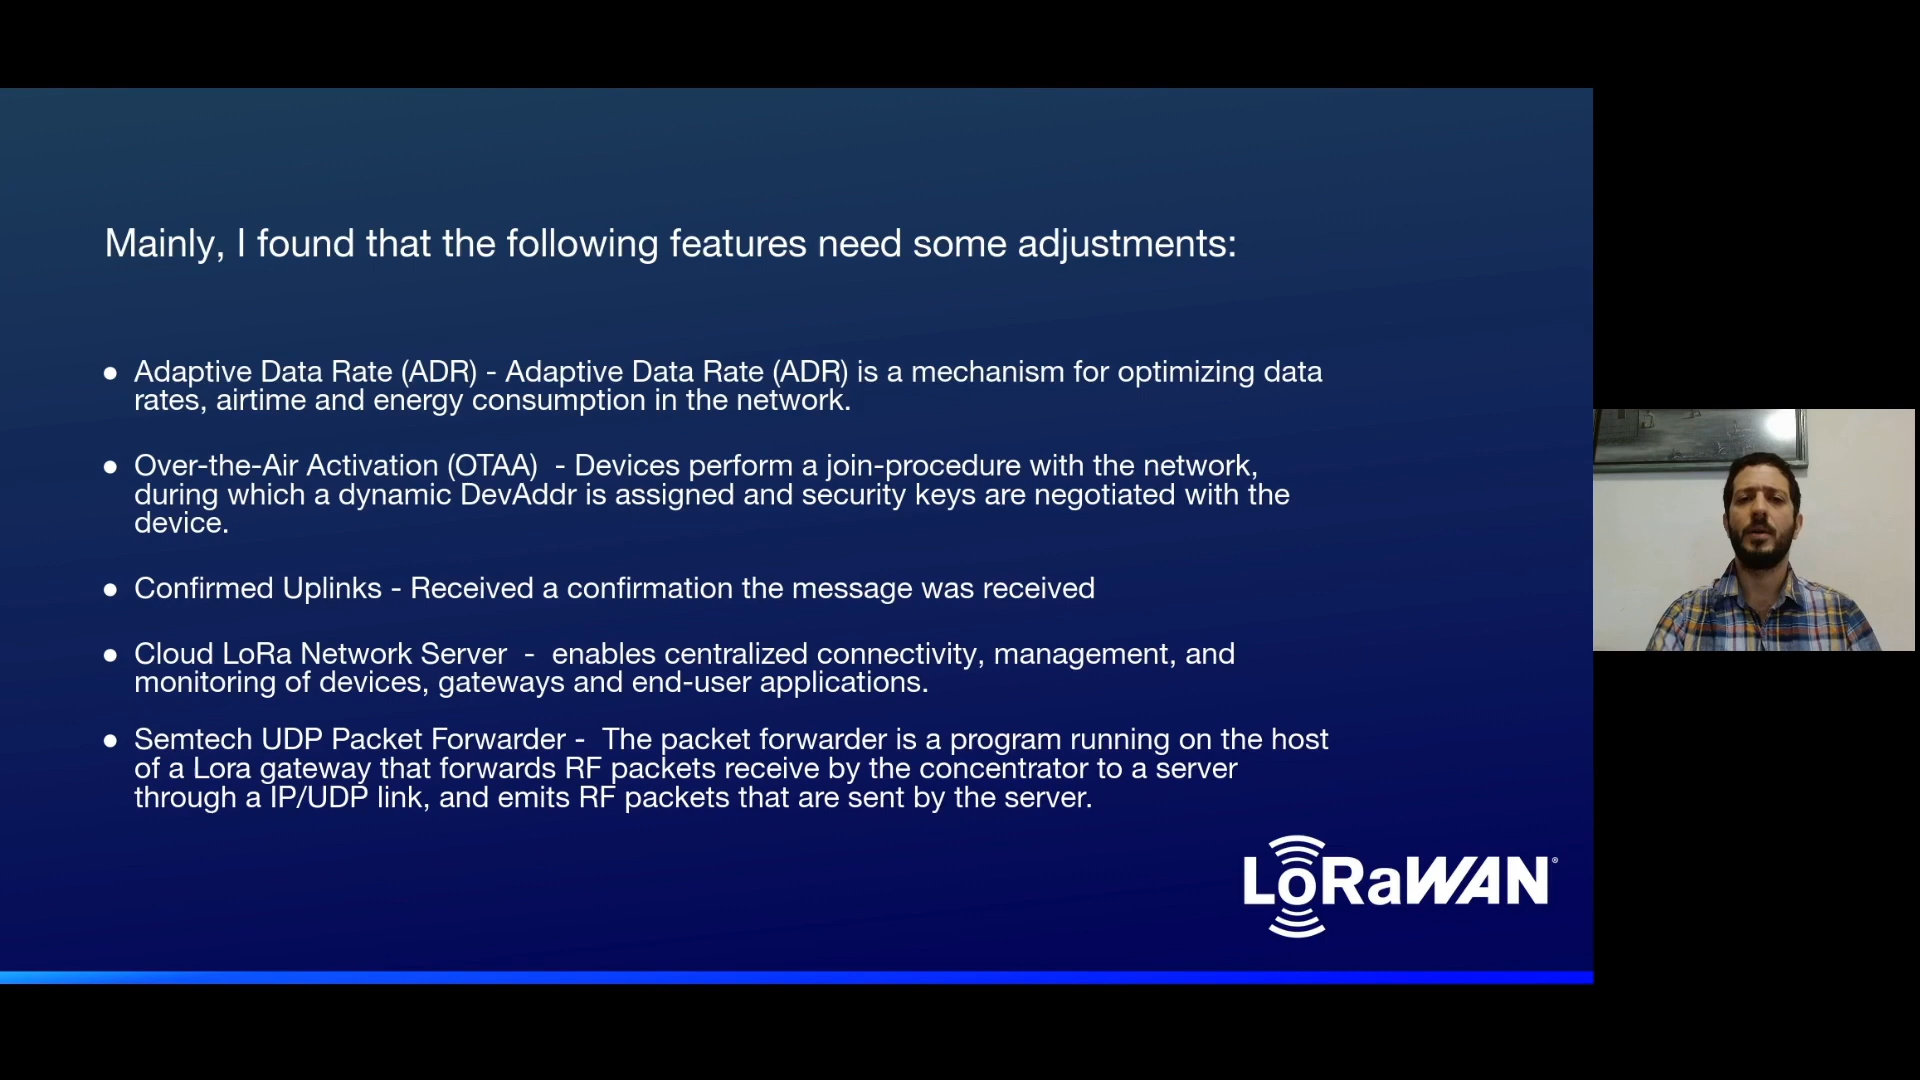 Mainly, I found that the following features need some adjustments:
● Adaptive Data Rate (ADR) - Adaptive Data Rate (ADR) is a mechanism for optimizing data
rates, airtime and energy consumption in the network.
● Over-the-Air Activation (OTAA)  - Devices perform a join-procedure with the network,
during which a dynamic DevAddr is assigned and security keys are negotiated with the
device.
● Confirmed Uplinks - Received a confirmation the message was received
● Cloud LoRa Network Server  -  enables centralized connectivity, management, and
monitoring of devices, gateways and end-user applications.
● Semtech UDP Packet Forwarder -  The packet forwarder is a program running on the host
of a Lora gateway that forwards RF packets receive by the concentrator to a server
through a IP/UDP link, and emits RF packets that are sent by the server.
LoRaWAN®